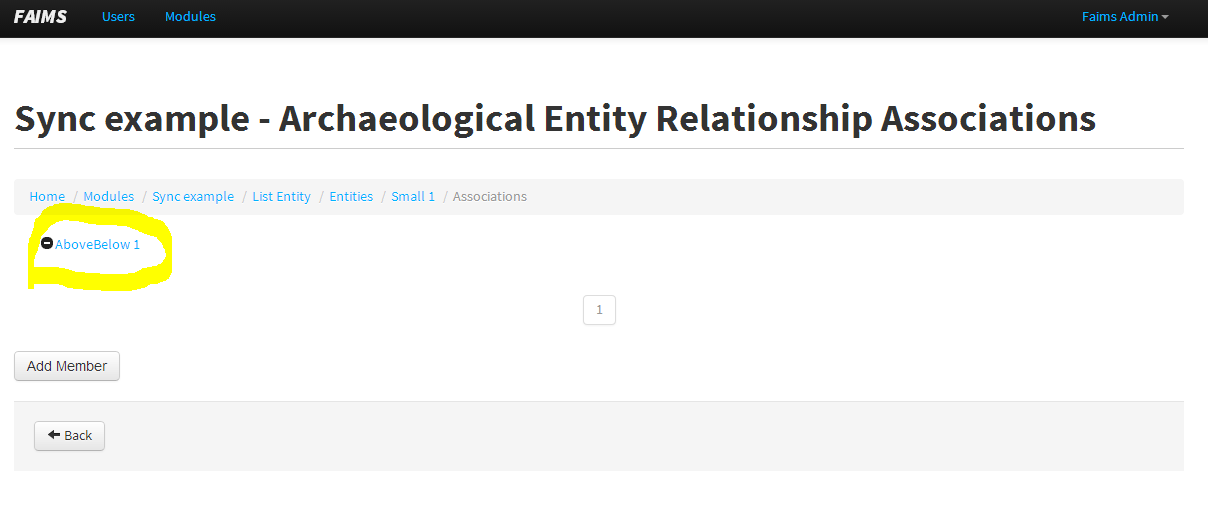 FAIMS Users Modules Faims Admin
Sync example - Archaeological Entity Relationship Associations
Home / Modules / Sync example / List Entity / Entities / Small 1 / Associations
AboveBelow 1
1
Add Member
Back